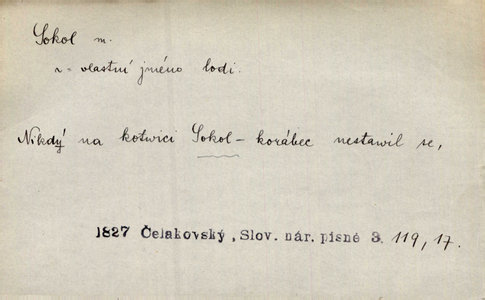 Sokol m.
~ vlastní jméno lodi.
Nikdý na kotwici Sokol - korábec nestawil se,
1827 Čelakovský, Slov. nár. písně 3. 119, 17.